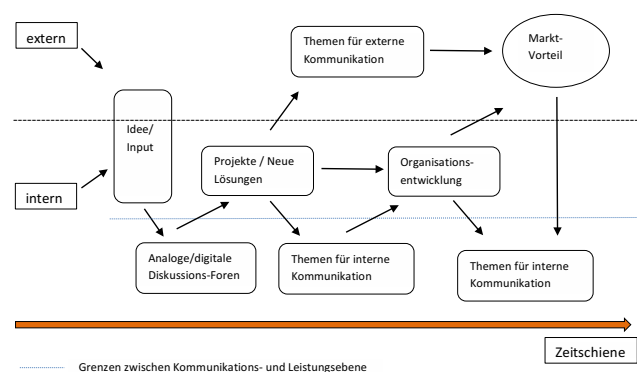 extern
Themen für externe
Kommunikation
Markt-
Vorteil
Idee/
Input
Projekte / Neue
Lösungen
Organisations-
entwicklung
intern
Analoge/digitale
Diskussions-Foren
Themen für interne
Kommunikation
Themen für interne
Kommunikation
Zeitschiene
Grenzen zwischen Kommunikations- und Leistungsebene